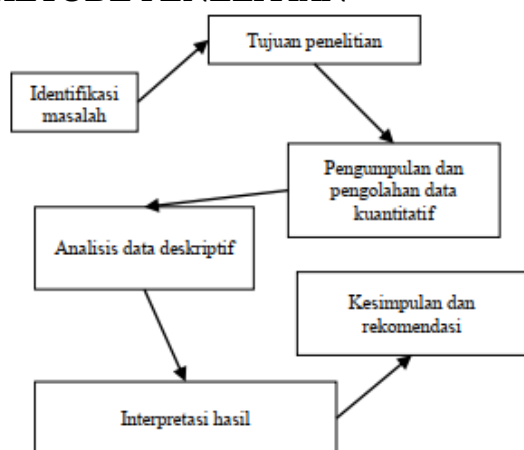 METODE PENELITIAN
Tujuan penelitian
Identifikasi
masalah
Pengumpulan dan
pengolahan data
kuantitatif
Analisis data deskriptif
Kesimpulan dan
rekomendasi
Interpretasi hasil